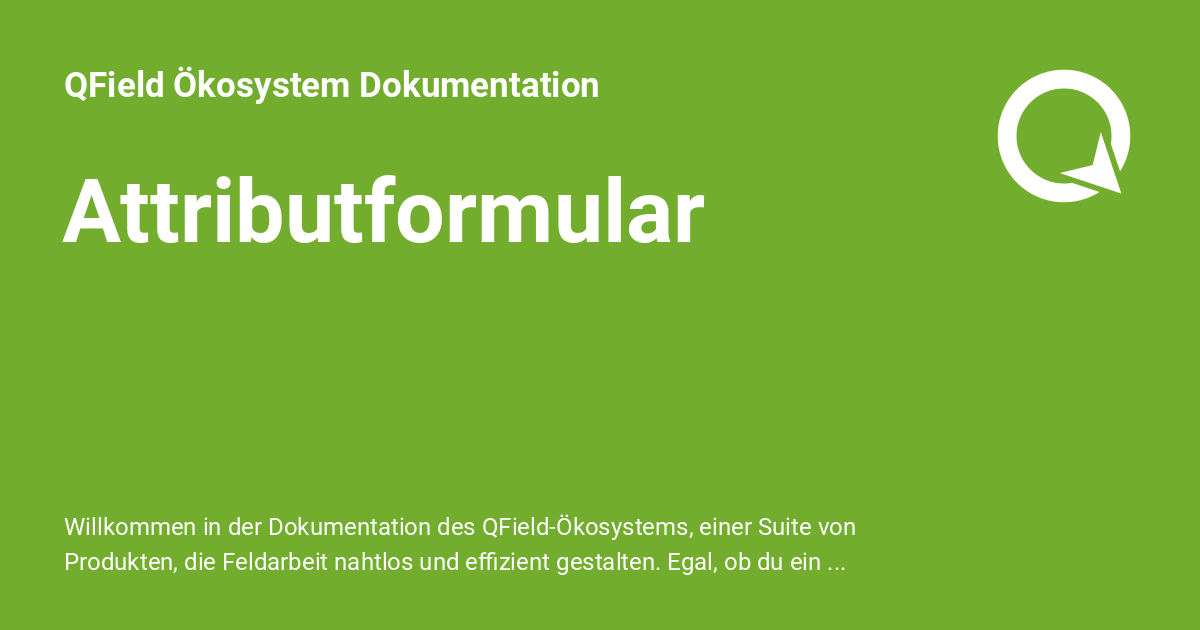 QField Ökosystem Dokumentation
Attributformular
Willkommen in der Dokumentation des QField-Ökosystems, einer Suite von
Produkten, die Feldarbeit nahtlos und effizient gestalten. Egal, ob du ein ...